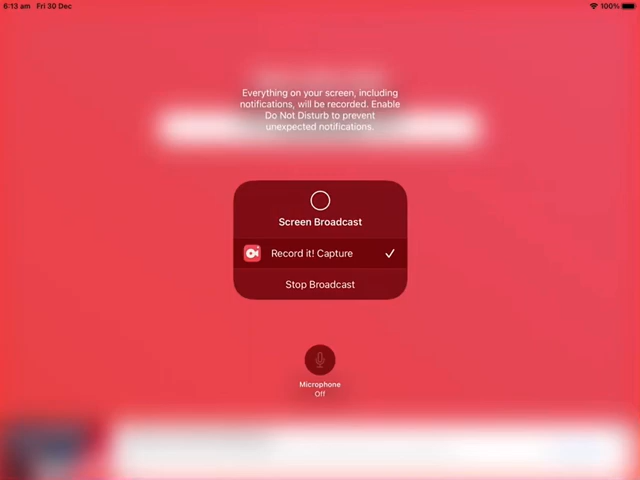 6:13 am Fri 30 Dec
100%
Everything on your screen, including
notifications, will be recorded. Enable
Do Not Disturb to prevent
unexpected notifications.
Screen Broadcast
Record it! Capture
Stop Broadcast
Microphone
Off